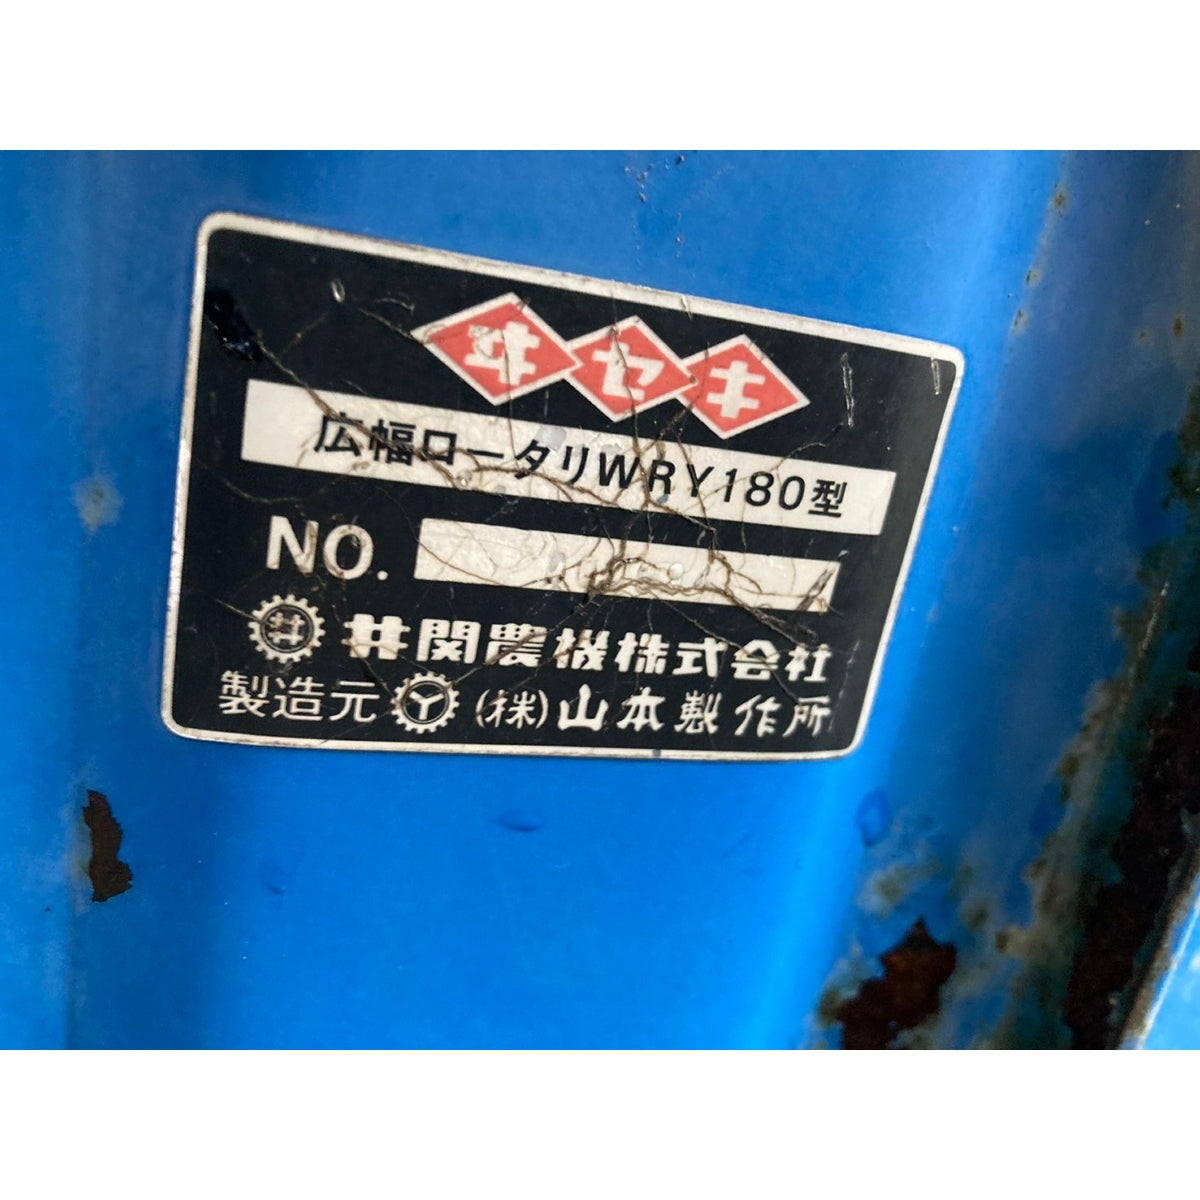 井セキ
広幅ロータリWRY180型
NO.
井関農機株式会社
製造元 (株)山本製作所